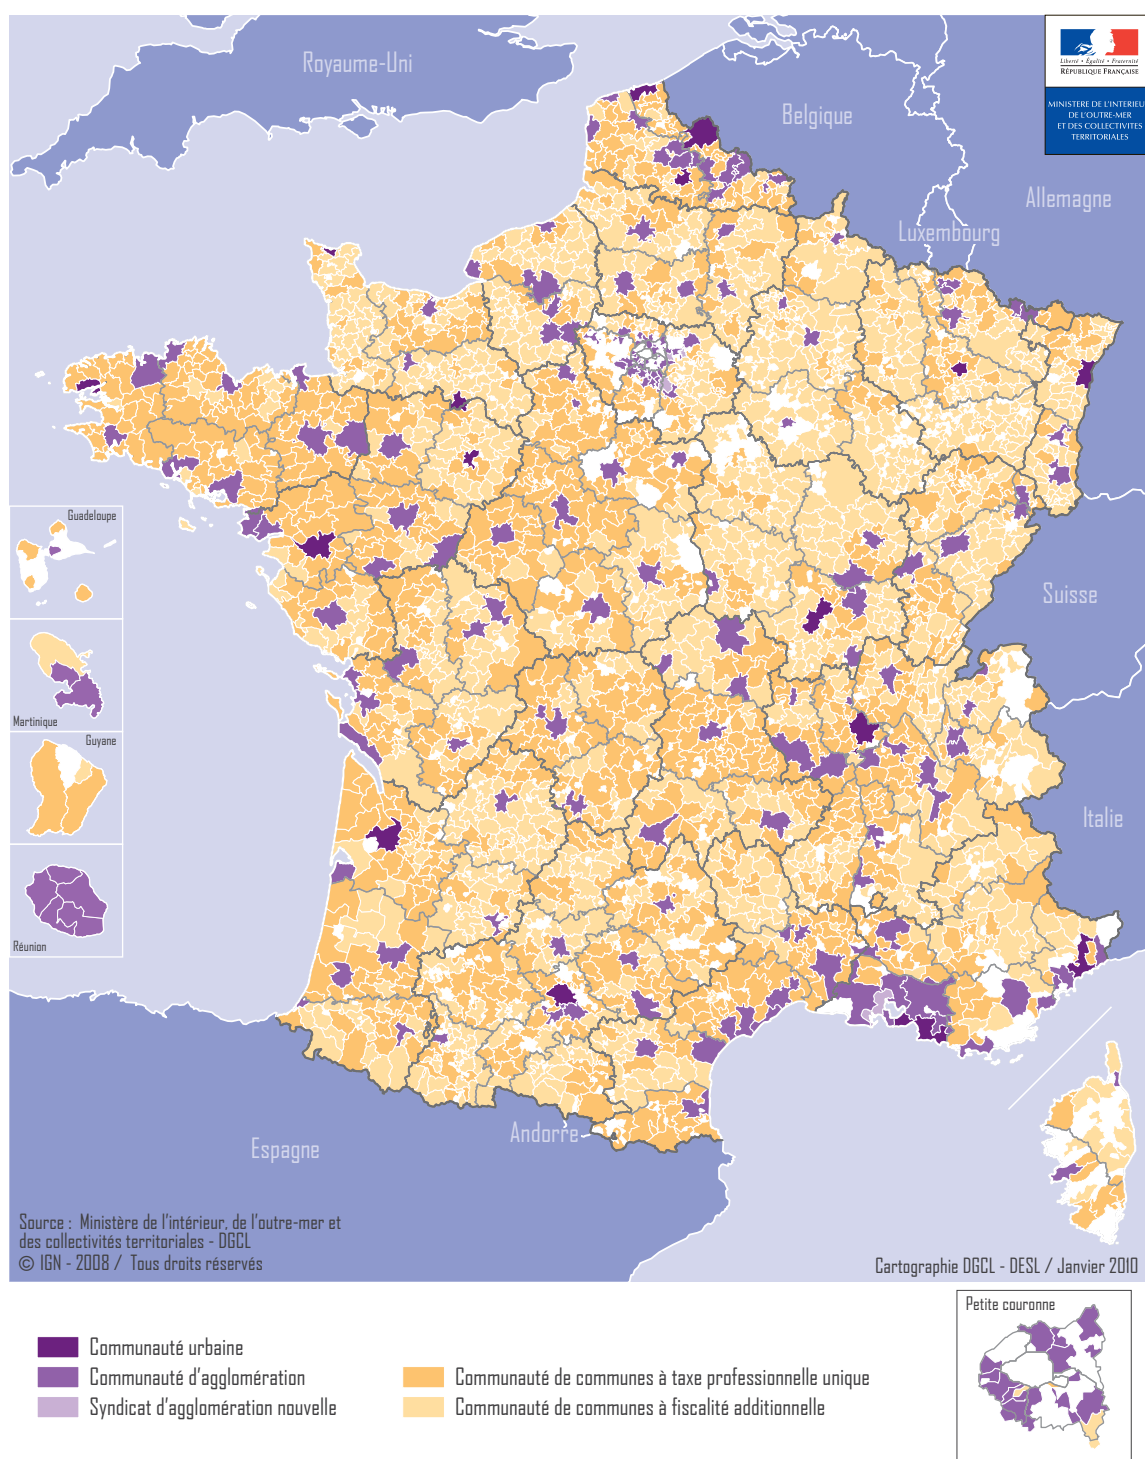 Royaume-Uni
Belgique
Liberté • Égalité • Fraternité
RÉPUBLIQUE FRANÇAISE
MINISTERE DE L'INTERIEU
DE L'OUTRE-MER
ET DES COLLECTIVITES
TERRITORIALES
Allemagne
Luxembourg
Guadeloupe
Suisse
Martinique
Guyane
Italie
Réunion
Andorre
Espagne
Source : Ministère de l'intérieur, de l'outre-mer et
des collectivités territoriales - DGCL
© IGN - 2008 / Tous droits réservés
Cartographie DGCL - DESL / Janvier 2010
Petite couronne
Communauté urbaine
Communauté d'agglomération
Syndicat d'agglomération nouvelle
Communauté de communes à taxe professionnelle unique
Communauté de communes à fiscalité additionnelle